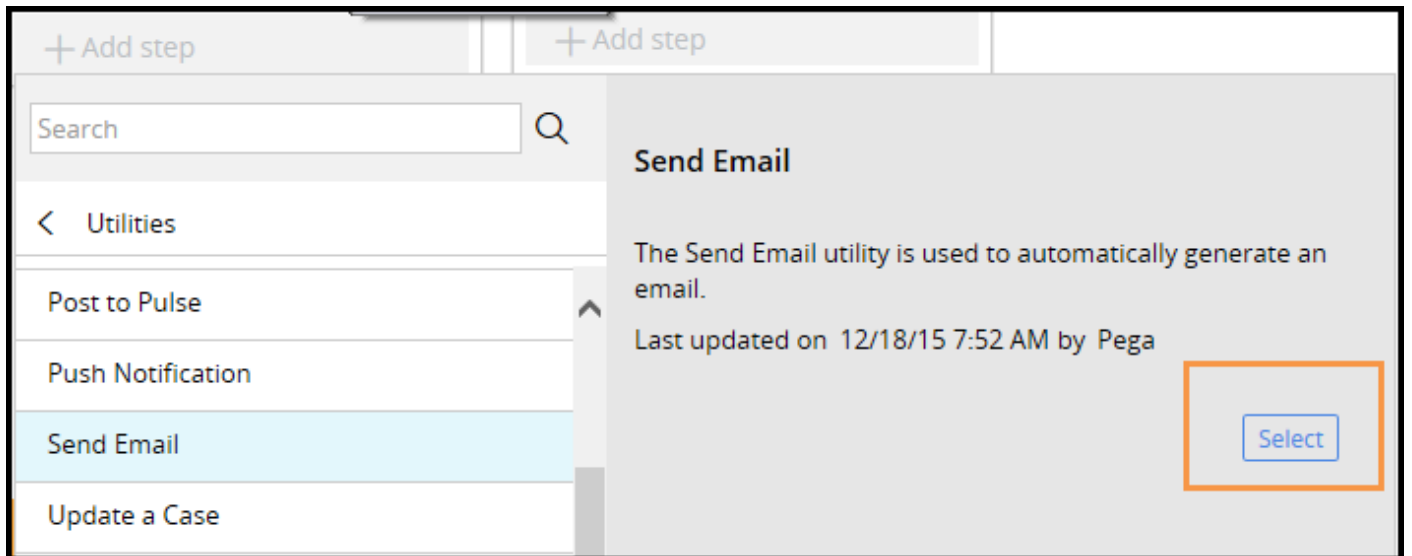 + Add step
+ Add step
Search
Utilities
Post to Pulse
Push Notification
Send Email
Update a Case
Send Email
The Send Email utility is used to automatically generate an
email.
Last updated on 12/18/15 7:52 AM by Pega
Select